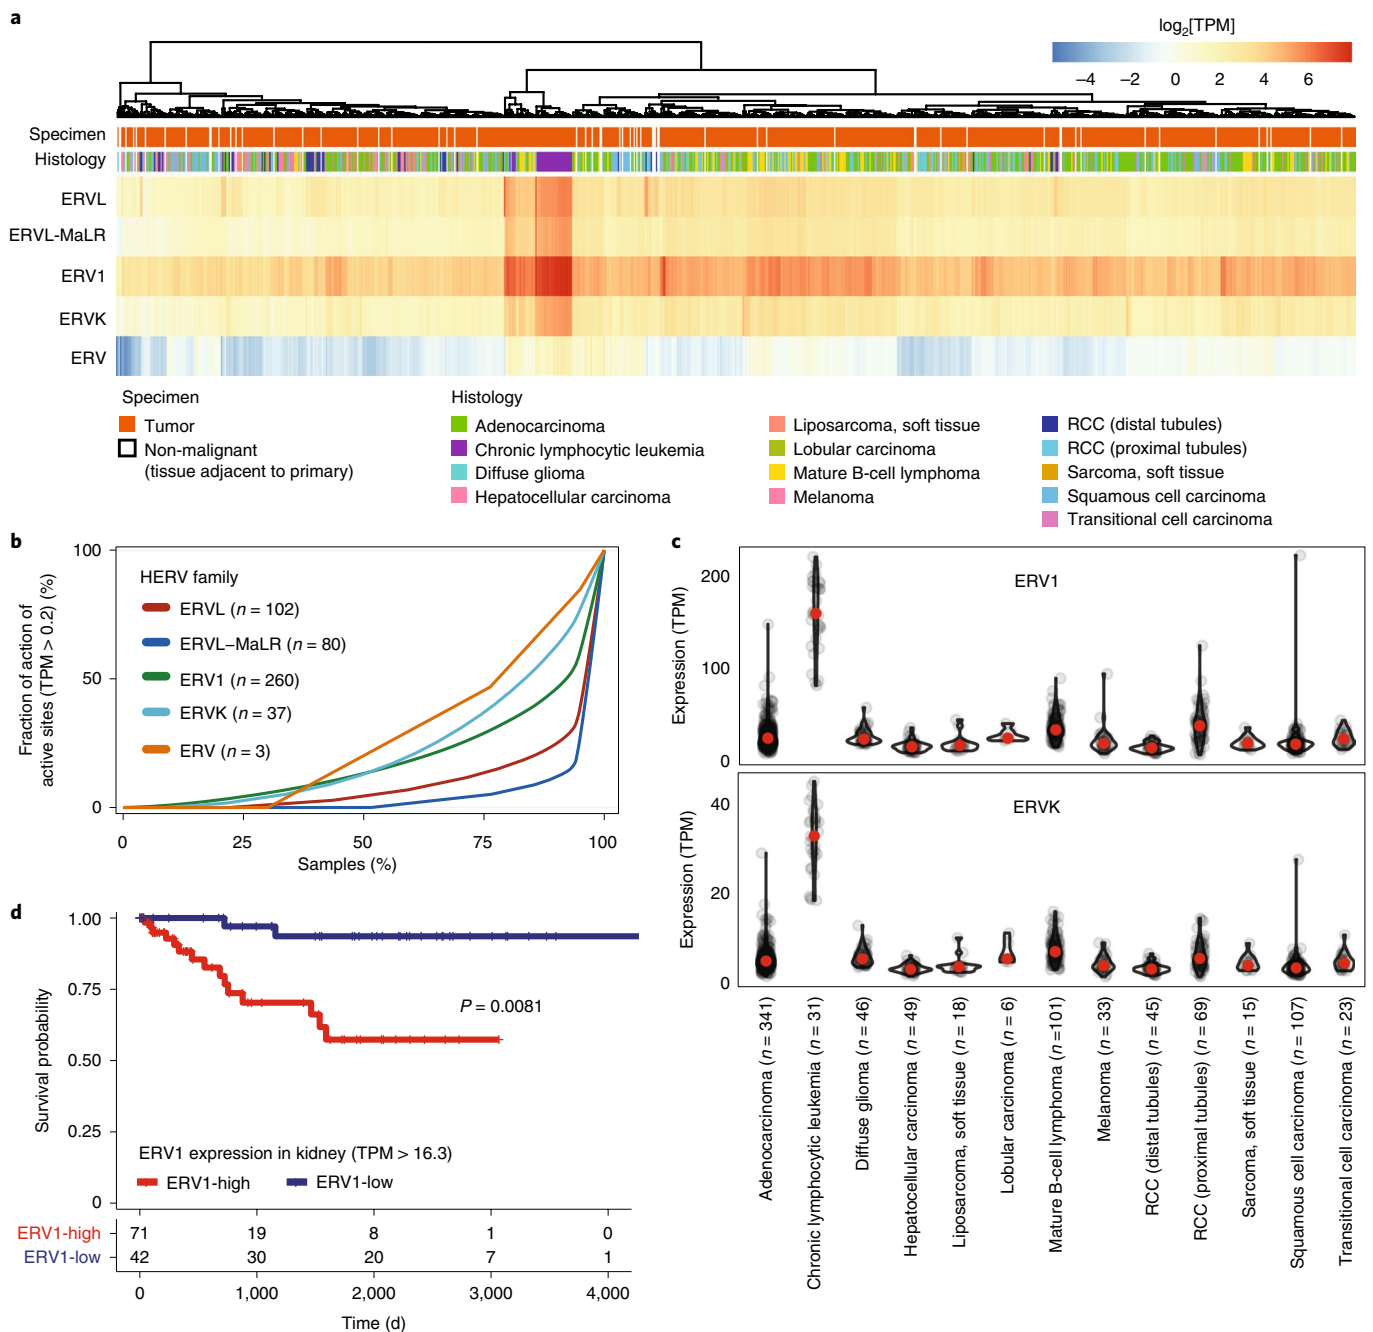 a
log2[TPM]
−4 −2 0 2 4 6
Specimen
Histology
ERVL
ERVL-MaLR
ERV1
ERVK
ERV
Specimen
Tumor
Non-malignant
(tissue adjacent to primary)
Histology
Adenocarcinoma
Chronic lymphocytic leukemia
Diffuse glioma
Hepatocellular carcinoma
Liposarcoma, soft tissue
Lobular carcinoma
Mature B-cell lymphoma
Melanoma
RCC (distal tubules)
RCC (proximal tubules)
Sarcoma, soft tissue
Squamous cell carcinoma
Transitional cell carcinoma
b
Fraction of action of
active sites (TPM > 0.2) (%)
100
50
0
HERV family
ERVL (n = 102)
ERVL−MaLR (n = 80)
ERV1 (n = 260)
ERVK (n = 37)
ERV (n = 3)
0 25 50 75 100
Samples (%)
c
Expression (TPM)
200
100
0
ERV1
Expression (TPM)
40
20
0
ERVK
Adenocarcinoma (n = 341)
Chronic lymphocytic leukemia (n = 31)
Diffuse glioma (n = 46)
Hepatocellular carcinoma (n = 49)
Liposarcoma, soft tissue (n = 18)
Lobular carcinoma (n = 6)
Mature B-cell lymphoma (n =101)
Melanoma (n = 33)
RCC (distal tubules) (n = 45)
RCC (proximal tubules) (n = 69)
Sarcoma, soft tissue (n = 15)
Squamous cell carcinoma (n = 107)
Transitional cell carcinoma (n = 23)
d
Survival probability
1.00
0.75
0.50
0.25
0
P = 0.0081
ERV1 expression in kidney (TPM > 16.3)
ERV1-high ERV1-low
ERV1-high 71 19 8 1 0
ERV1-low 42 30 20 7 1
0 1,000 2,000 3,000 4,000
Time (d)